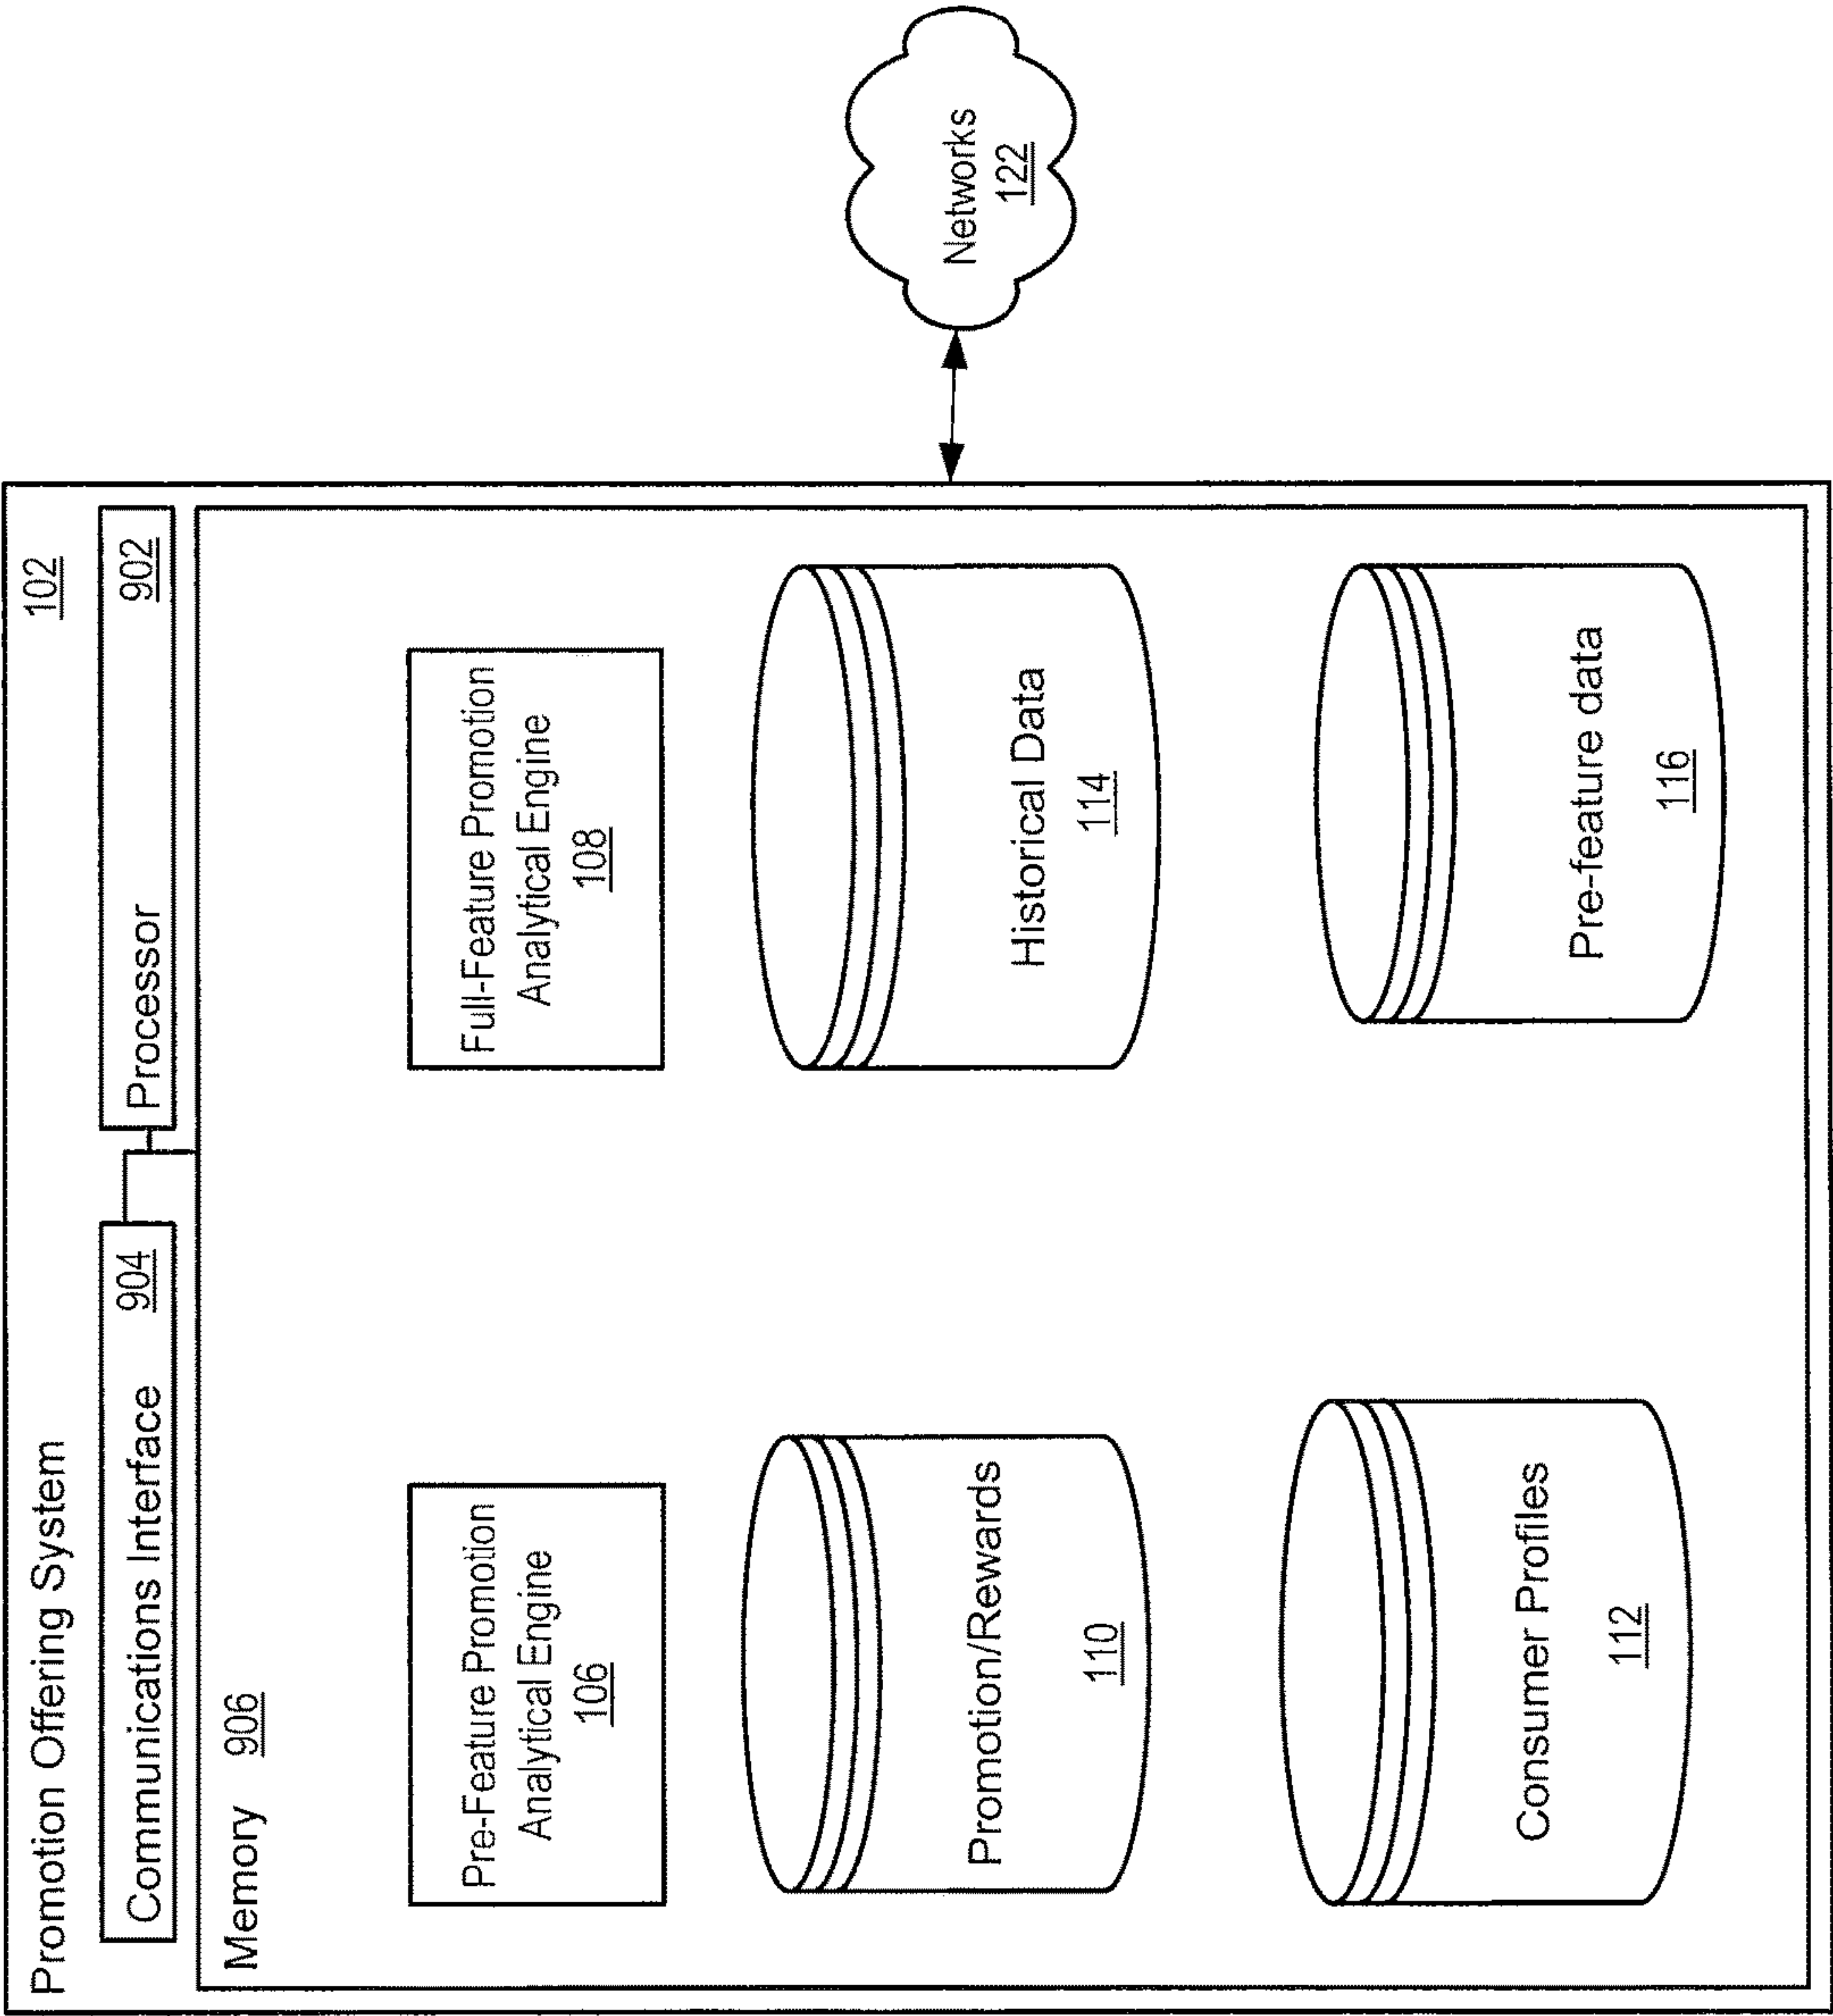 Promotion Offering System 102
Communications Interface 904
Processor 902
Memory 906
Pre-Feature Promotion
Analytical Engine
106
Full-Feature Promotion
Analytical Engine
108
Promotion/Rewards
110
Historical Data
114
Consumer Profiles
112
Pre-feature data
116
Networks
122